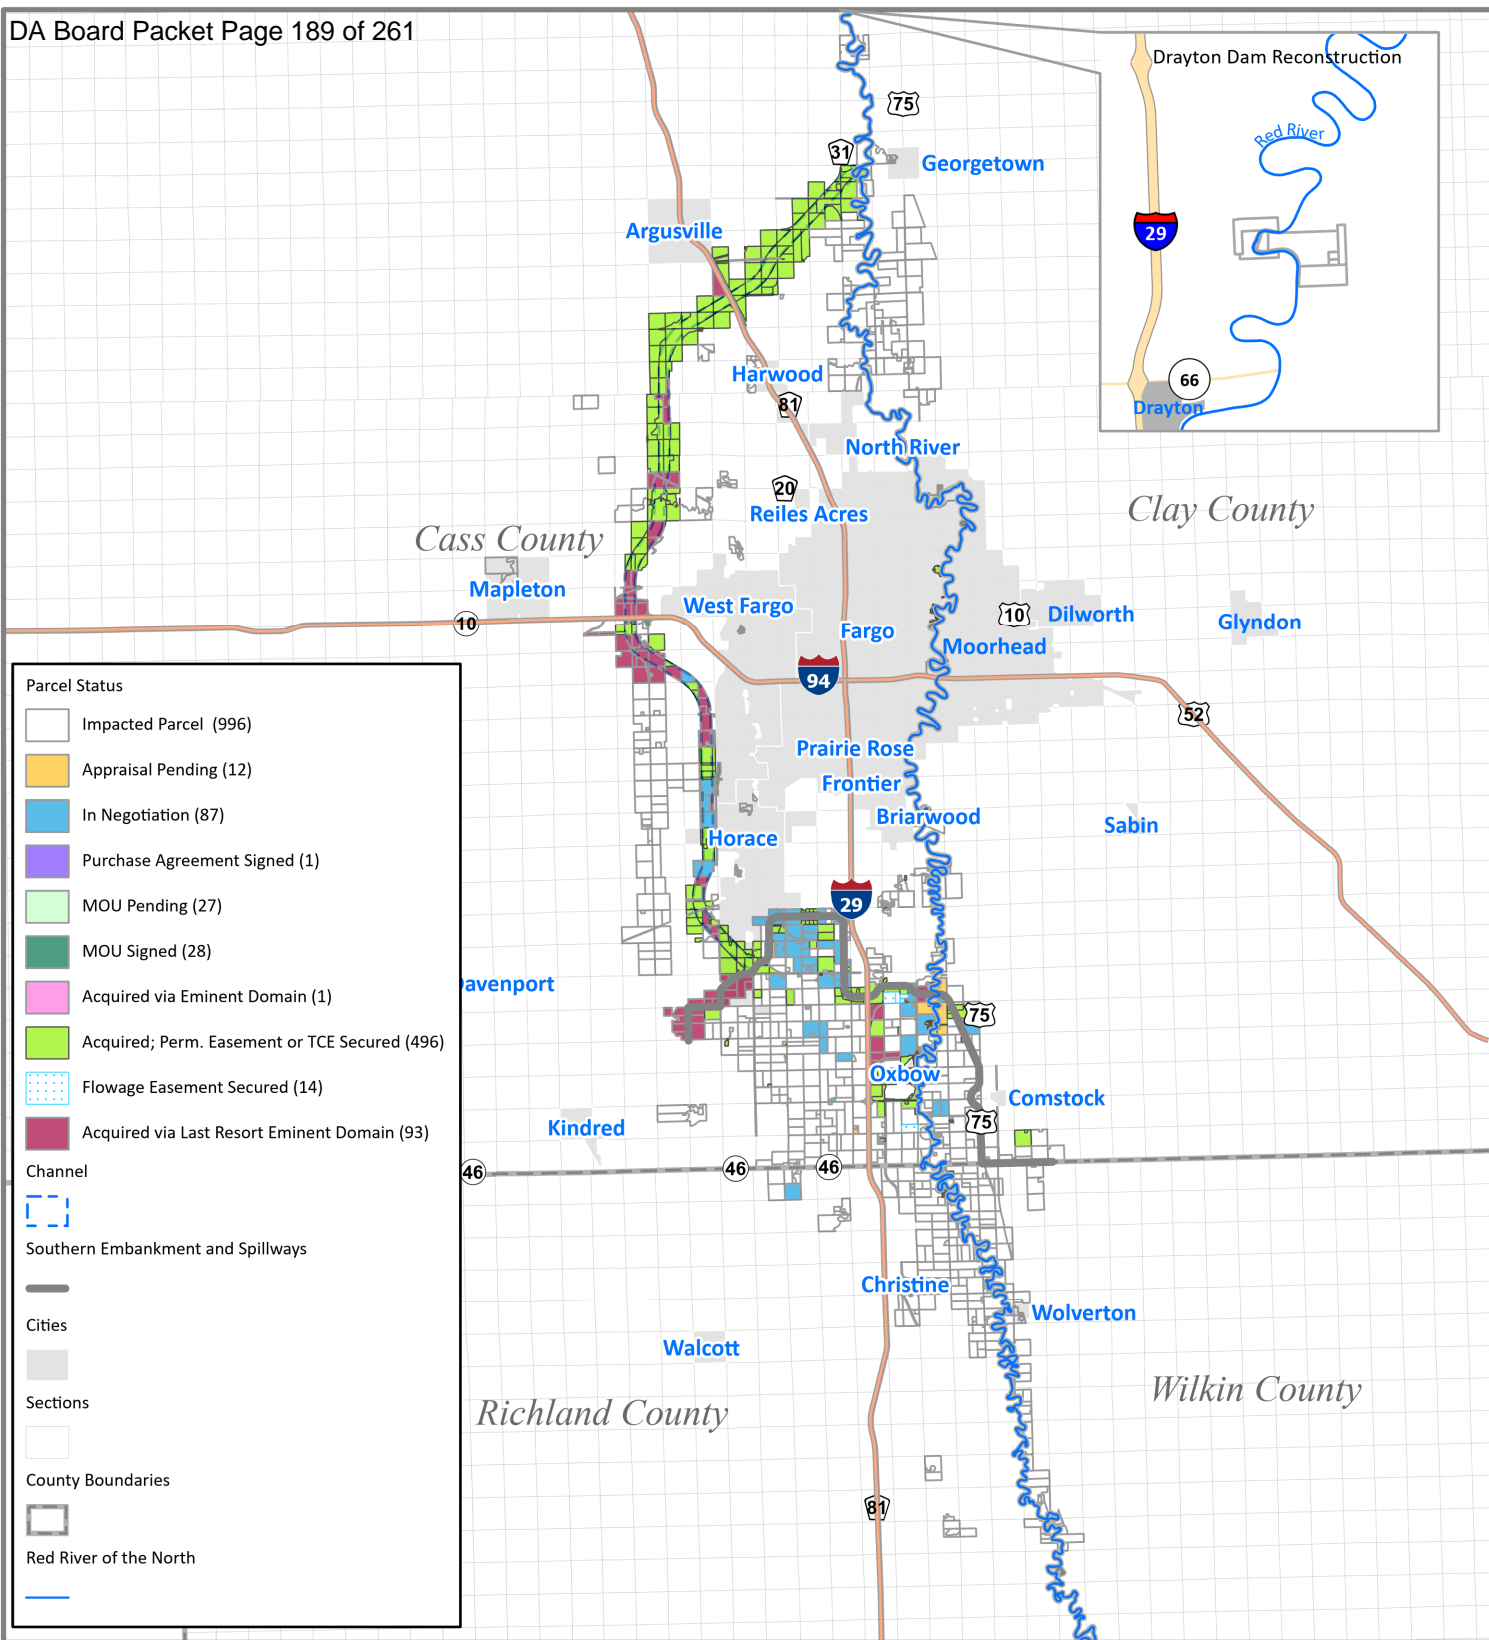 DA Board Packet Page 189 of 261
Drayton Dam Reconstruction
Red River
29
66
Drayton
75
31
Georgetown
Argusville
Harwood
81
North River
20
Reiles Acres
Clay County
Cass County
Mapleton
West Fargo
10
10
Dilworth
Glyndon
Fargo
Moorhead
94
52
Prairie Rose
Frontier
Briarwood
Sabin
Horace
29
Davenport
75
Oxbow
Comstock
75
Kindred
46
46
46
Christine
Wolverton
Walcott
Wilkin County
Richland County
81
Parcel Status
Impacted Parcel (996)
Appraisal Pending (12)
In Negotiation (87)
Purchase Agreement Signed (1)
MOU Pending (27)
MOU Signed (28)
Acquired via Eminent Domain (1)
Acquired; Perm. Easement or TCE Secured (496)
Flowage Easement Secured (14)
Acquired via Last Resort Eminent Domain (93)
Channel
Southern Embankment and Spillways
Cities
Sections
County Boundaries
Red River of the North